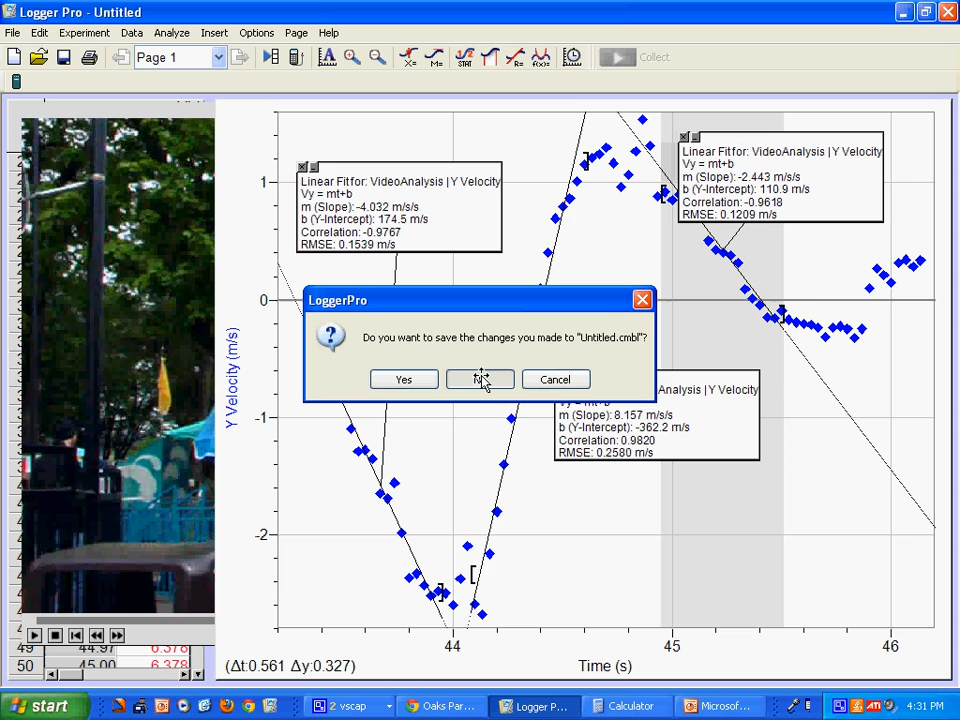 Logger Pro - Untitled
File Edit Experiment Data Analyze Insert Options Page Help
Page 1
Collect
Linear Fit for: VideoAnalysis | Y Velocity
Vy = mt+b
m (Slope): -4.032 m/s/s
b (Y-Intercept): 174.5 m/s
Correlation: -0.9767
RMSE: 0.1539 m/s
Linear Fit for: VideoAnalysis | Y Velocity
Vy = mt+b
m (Slope): -2.443 m/s/s
b (Y-Intercept): 110.9 m/s
Correlation: -0.9618
RMSE: 0.1209 m/s
LoggerPro
Do you want to save the changes you made to "Untitled.cmbl"?
Yes
Cancel
Analysis | Y Velocity
m (Slope): 8.157 m/s/s
b (Y-Intercept): -362.2 m/s
Correlation: 0.9820
RMSE: 0.2580 m/s
Y Velocity (m/s)
1
0
-1
-2
44
45
46
Time (s)
(Δt:0.561 Δy:0.327)
49 44.97 6.378
50 45.00 6.378
start
2 vscap
Oaks Par...
Logger P...
Calculator
Microsof...
4:31 PM